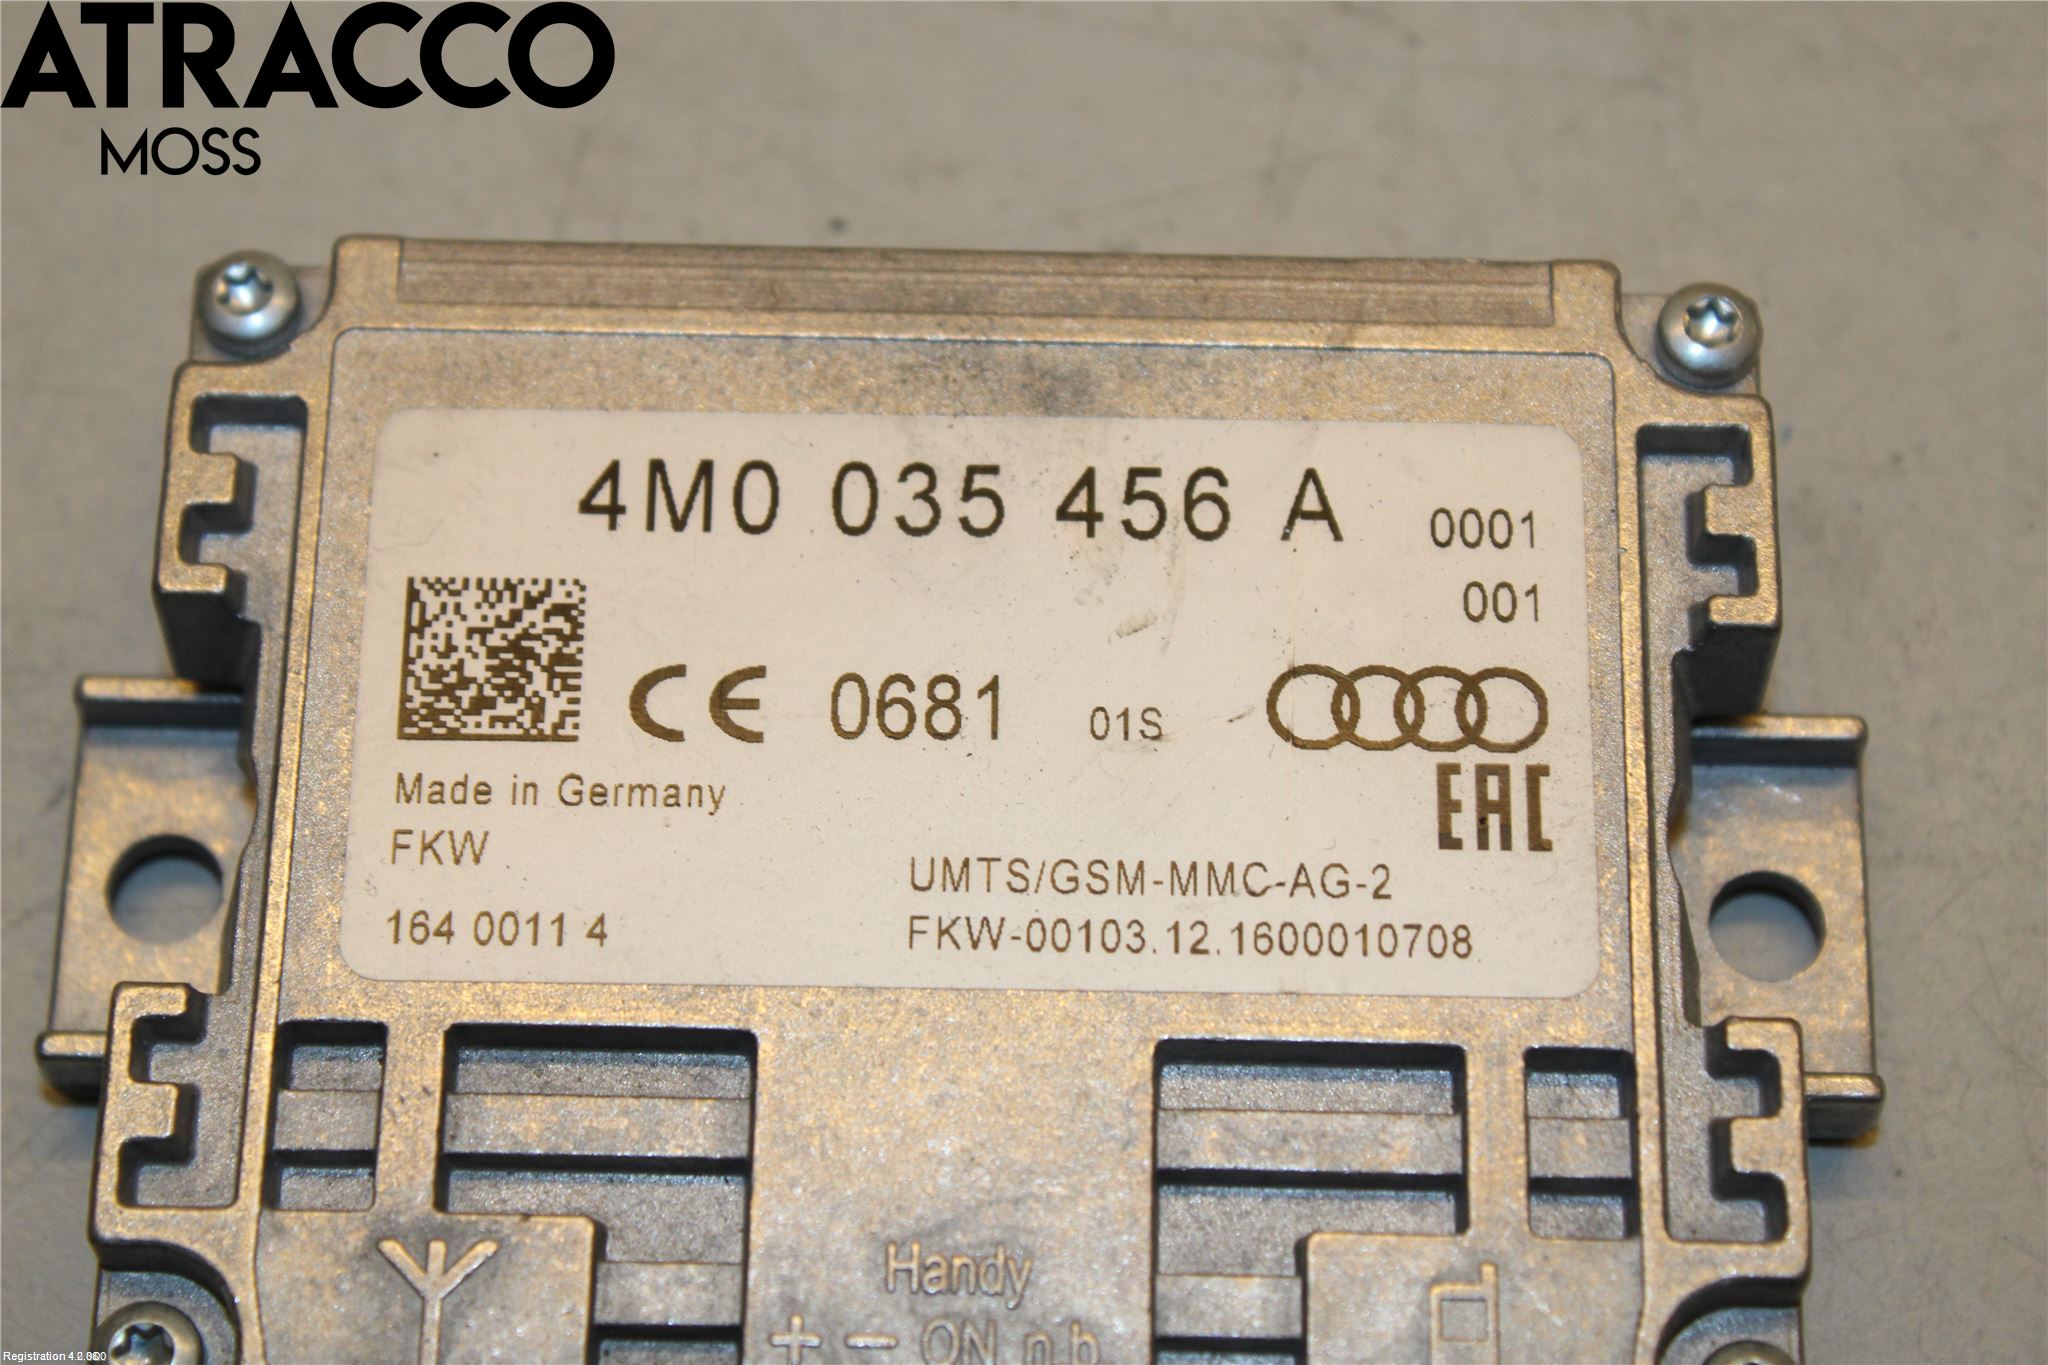 ATRACCO
MOSS
4M0 035 456 A 0001
001
CE 0681 01S
EAC
Made in Germany
FKW
UMTS/GSM-MMC-AG-2
164 0011 4
FKW-00103.12.1600010708
Handy
+ - ON n.b